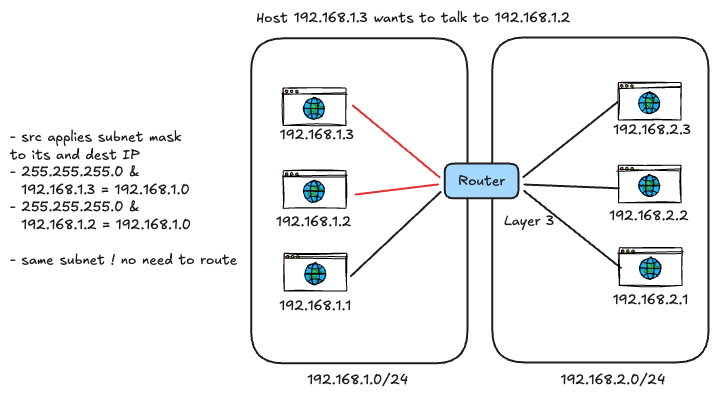 Host 192.168.1.3 wants to talk to 192.168.1.2
- src applies subnet mask
to its and dest IP
- 255.255.255.0 &
192.168.1.3 = 192.168.1.0
- 255.255.255.0 &
192.168.1.2 = 192.168.1.0
- same subnet ! no need to route
192.168.1.3
192.168.1.2
192.168.1.1
Router
Layer 3
192.168.2.3
192.168.2.2
192.168.2.1
192.168.1.0/24
192.168.2.0/24